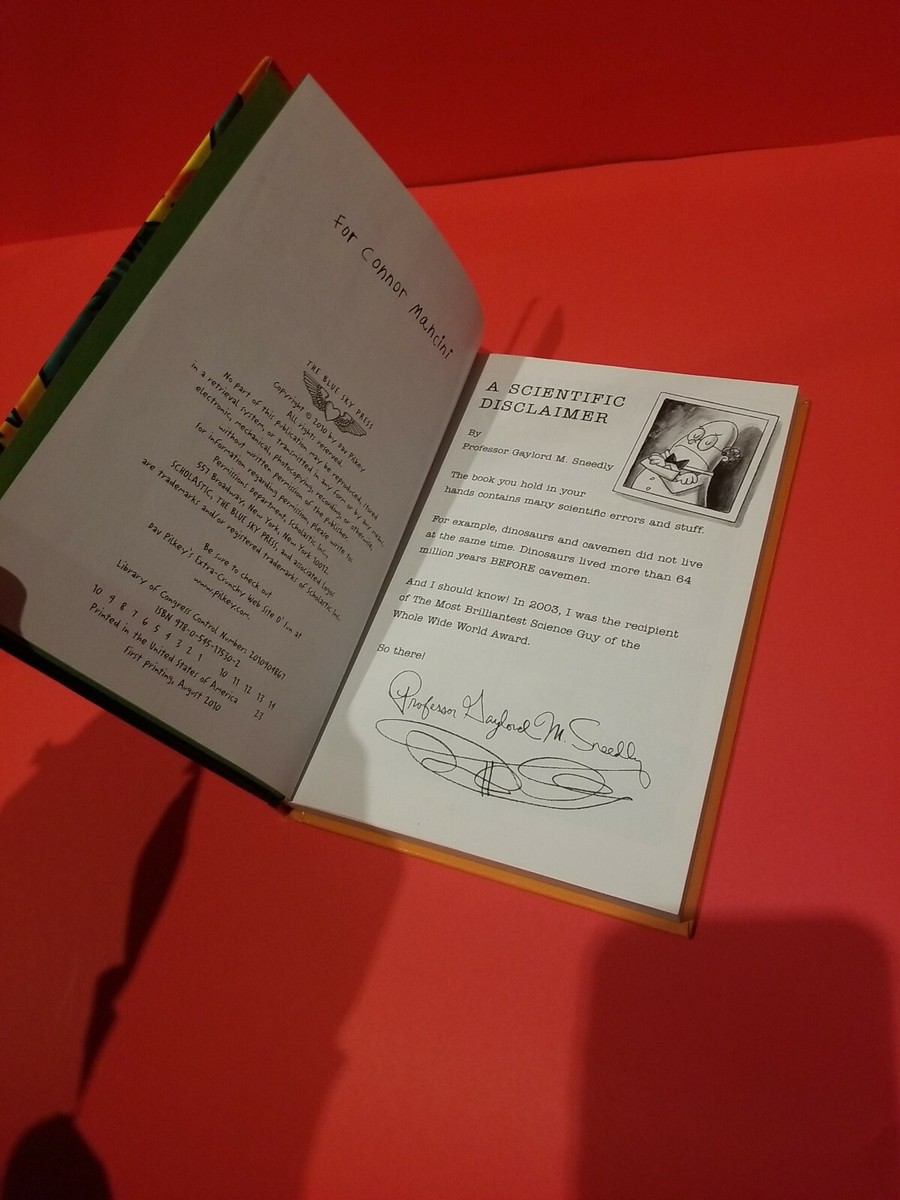 For Connor Mancini
THE BLUE SKY PRESS
Copyright © 2010 by Dav Pilkey
All rights reserved.
No part of this publication may be reproduced, stored
in a retrieval system, or transmitted in any form or by any means,
electronic, mechanical, photocopying, recording, or otherwise,
without written permission of the publisher.
For information regarding permission, please write to:
Permissions Department, Scholastic Inc.,
557 Broadway, New York, New York 10012.
SCHOLASTIC, THE BLUE SKY PRESS, and associated logos
are trademarks and/or registered trademarks of Scholastic Inc.
Be sure to check out
Dav Pilkey's Extra-Crunchy Web Site O' Fun at
www.pilkey.com.
Library of Congress Control Number: 2010904867
ISBN 978-0-545-17530-2
10 9 8 7 6 5 4 3 2 1 10 11 12 13 14
Printed in the United States of America 23
First printing, August 2010
A SCIENTIFIC
DISCLAIMER
By
Professor Gaylord M. Sneedly
The book you hold in your
hands contains many scientific errors and stuff.
For example, dinosaurs and cavemen did not live
at the same time. Dinosaurs lived more than 64
million years BEFORE cavemen.
And I should know! In 2003, I was the recipient
of The Most Brilliantest Science Guy of the
Whole Wide World Award.
So there!
Professor Gaylord M. Sneedly